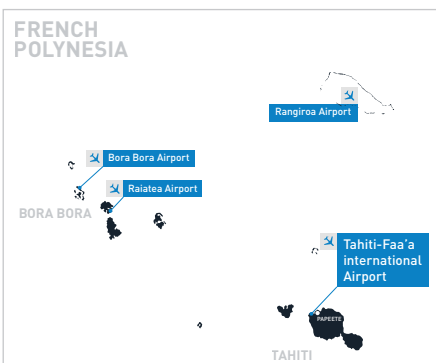 FRENCH
POLYNESIA
Rangiroa Airport
Bora Bora Airport
Raiatea Airport
BORA BORA
Tahiti-Faa'a
international
Airport
PAPEETE
TAHITI